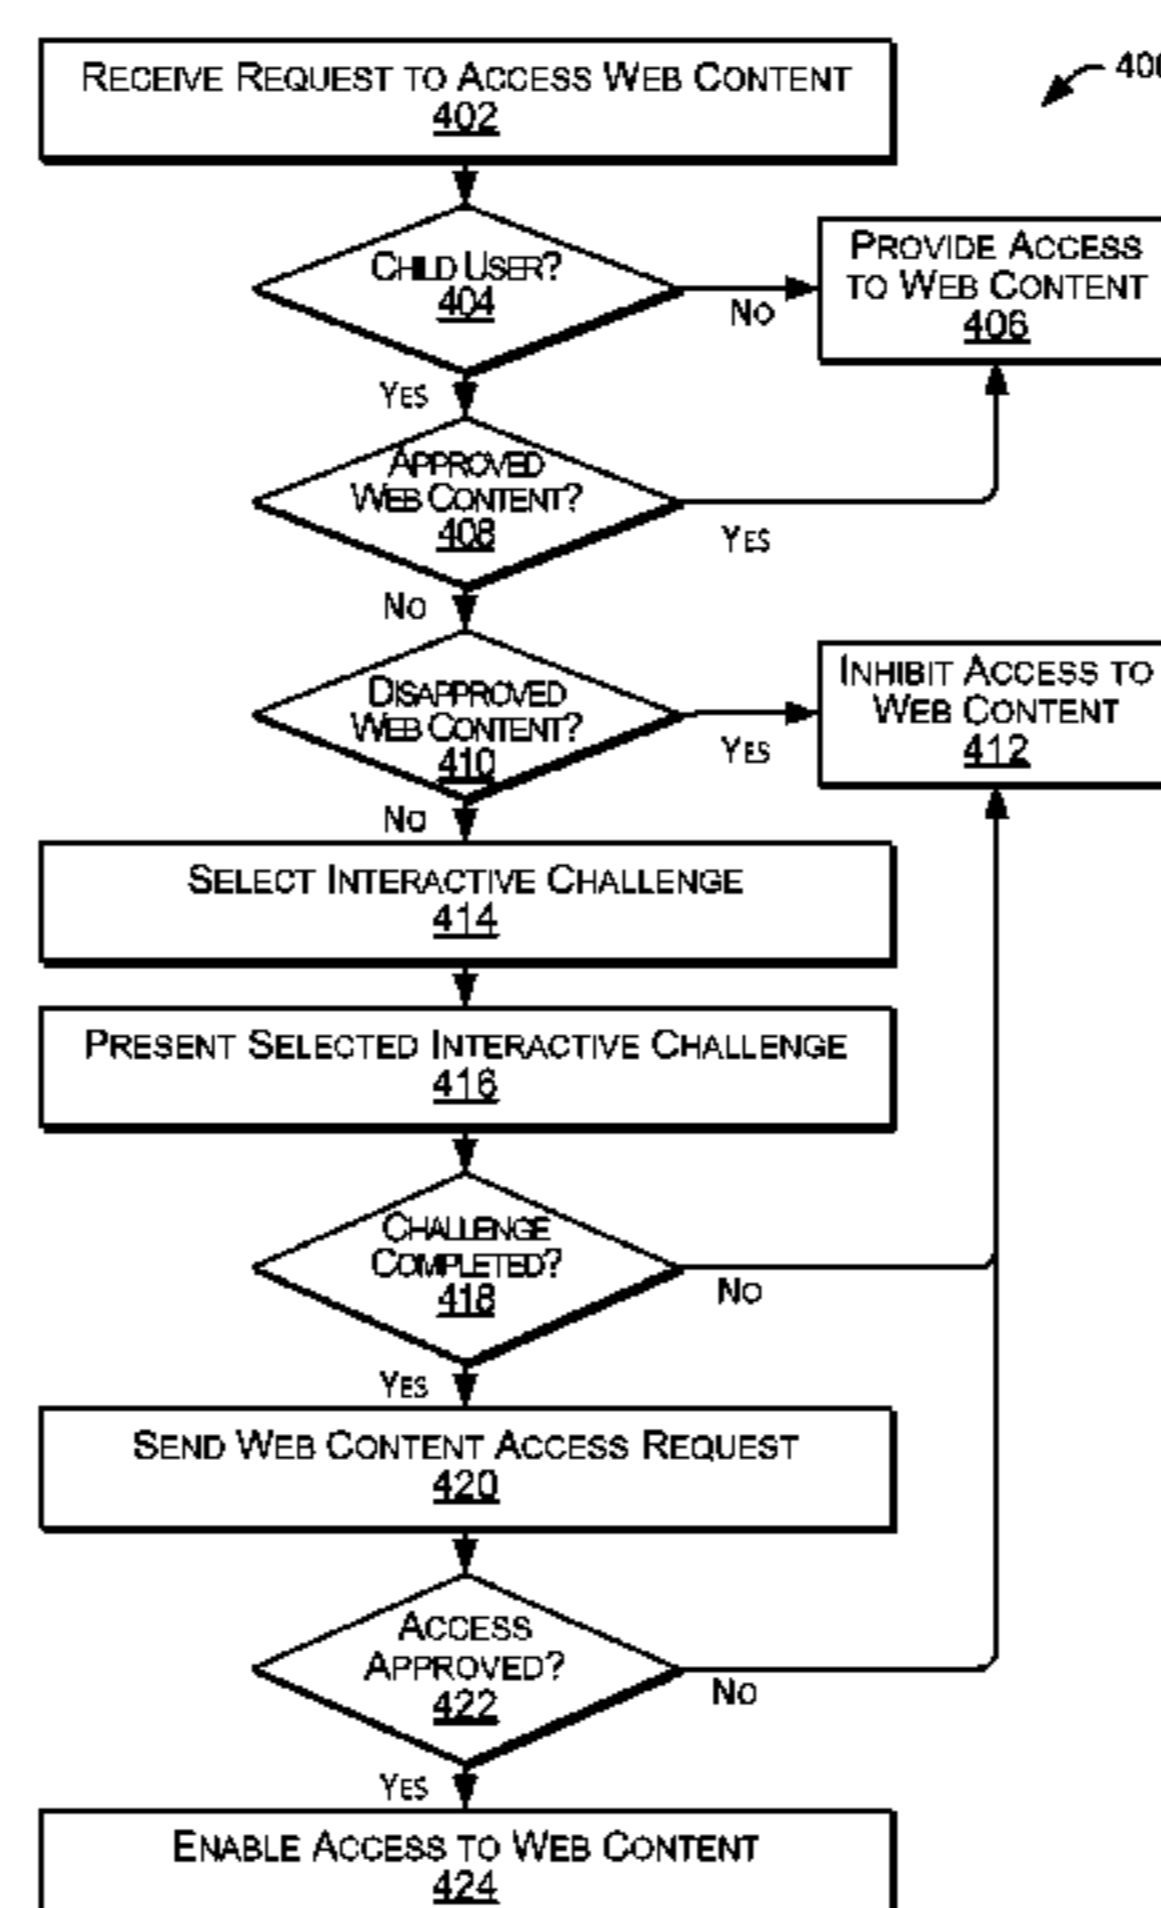 RECEIVE REQUEST TO ACCESS WEB CONTENT
402
400
CHILD USER?
404
NO
PROVIDE ACCESS
TO WEB CONTENT
406
YES
APPROVED
WEB CONTENT?
408
YES
NO
DISAPPROVED
WEB CONTENT?
410
YES
INHIBIT ACCESS TO
WEB CONTENT
412
NO
SELECT INTERACTIVE CHALLENGE
414
PRESENT SELECTED INTERACTIVE CHALLENGE
416
CHALLENGE
COMPLETED?
418
NO
YES
SEND WEB CONTENT ACCESS REQUEST
420
ACCESS
APPROVED?
422
NO
YES
ENABLE ACCESS TO WEB CONTENT
424